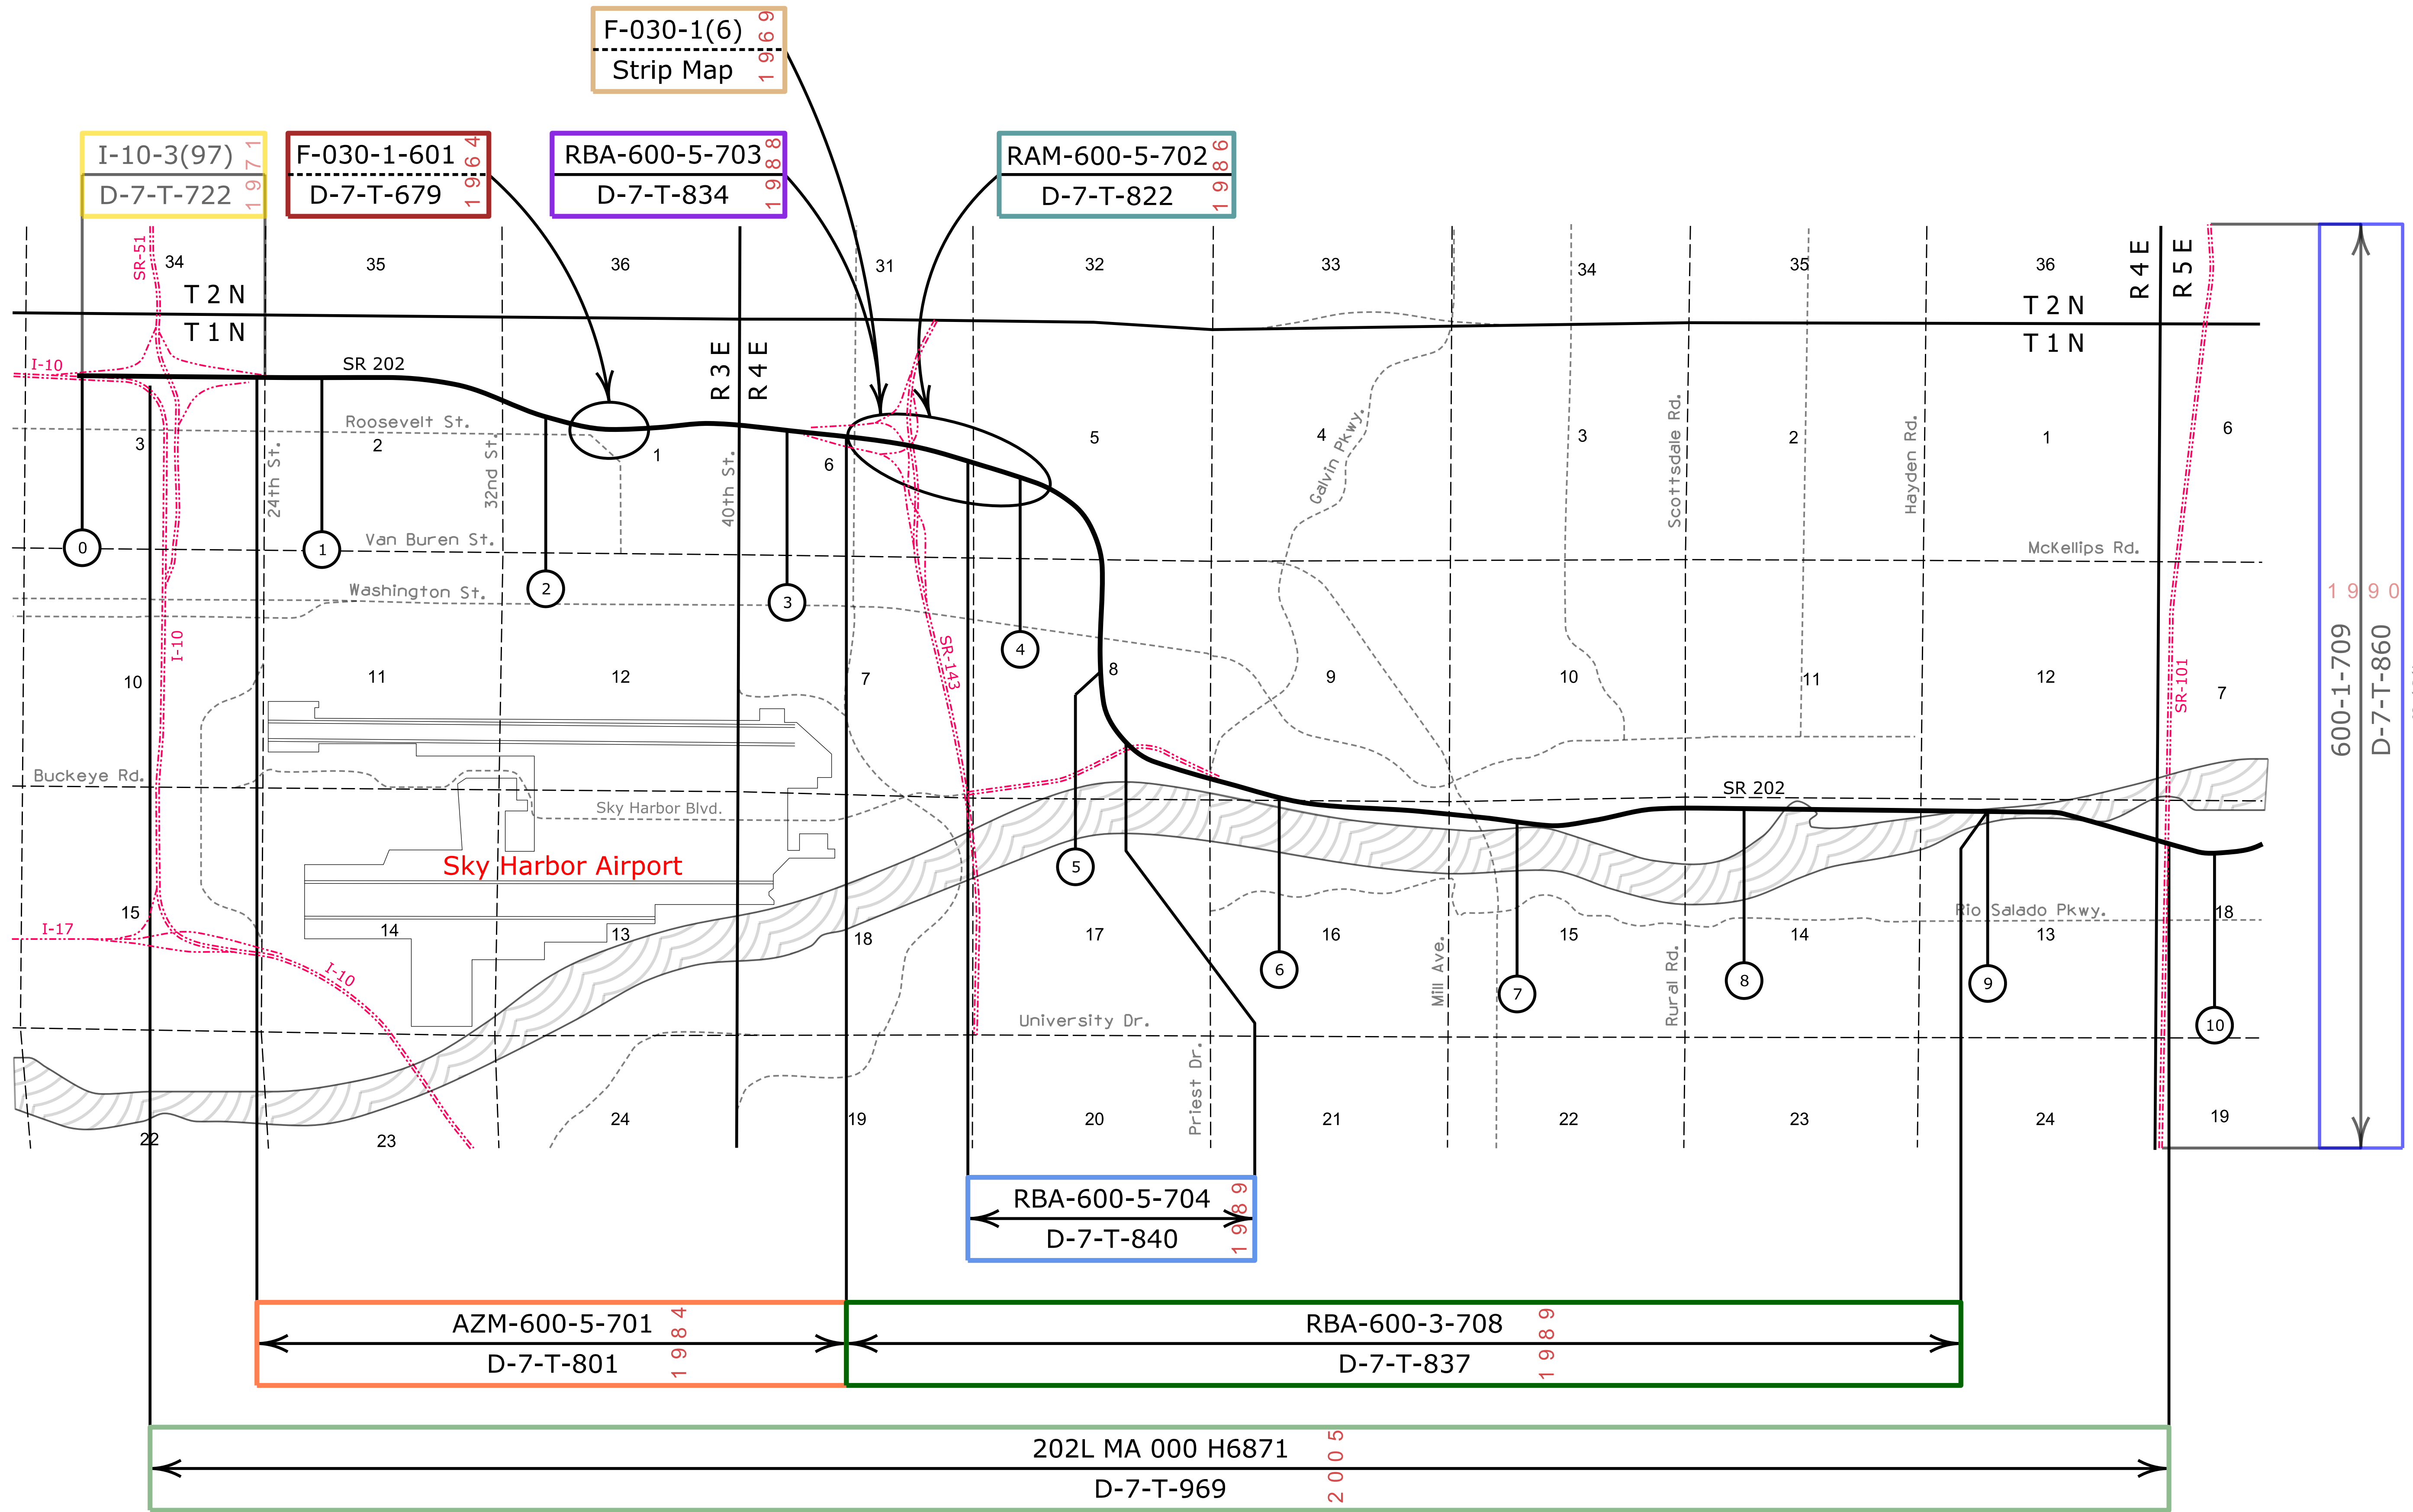 F-030-1(6)
Strip Map
1969
I-10-3(97)
D-7-T-722
1971
F-030-1-601
D-7-T-679
1964
RBA-600-5-703
D-7-T-834
1988
RAM-600-5-702
D-7-T-822
1986
SR-51
34
35
36
31
32
33
34
35
36
R 4 E
R 5 E
T 2 N
T 2 N
T 1 N
T 1 N
I-10
SR 202
R 3 E
R 4 E
Roosevelt St.
3
2
1
6
5
4
3
2
1
6
24th St.
32nd St.
40th St.
Galvin Pkwy.
Scottsdale Rd.
Hayden Rd.
Van Buren St.
McKellips Rd.
0
1
2
3
4
Washington St.
I-10
SR-143
SR-101
1990
600-1-709
D-7-T-860
10
11
12
7
8
9
10
11
12
7
Buckeye Rd.
Sky Harbor Blvd.
SR 202
Sky Harbor Airport
5
15
14
13
18
17
16
15
14
13
18
Rio Salado Pkwy.
I-17
I-10
6
7
8
9
10
Mill Ave.
Rural Rd.
University Dr.
Priest Dr.
22
23
24
19
20
21
22
23
24
19
RBA-600-5-704
D-7-T-840
1989
AZM-600-5-701
D-7-T-801
1984
RBA-600-3-708
D-7-T-837
1989
202L MA 000 H6871
D-7-T-969
2005